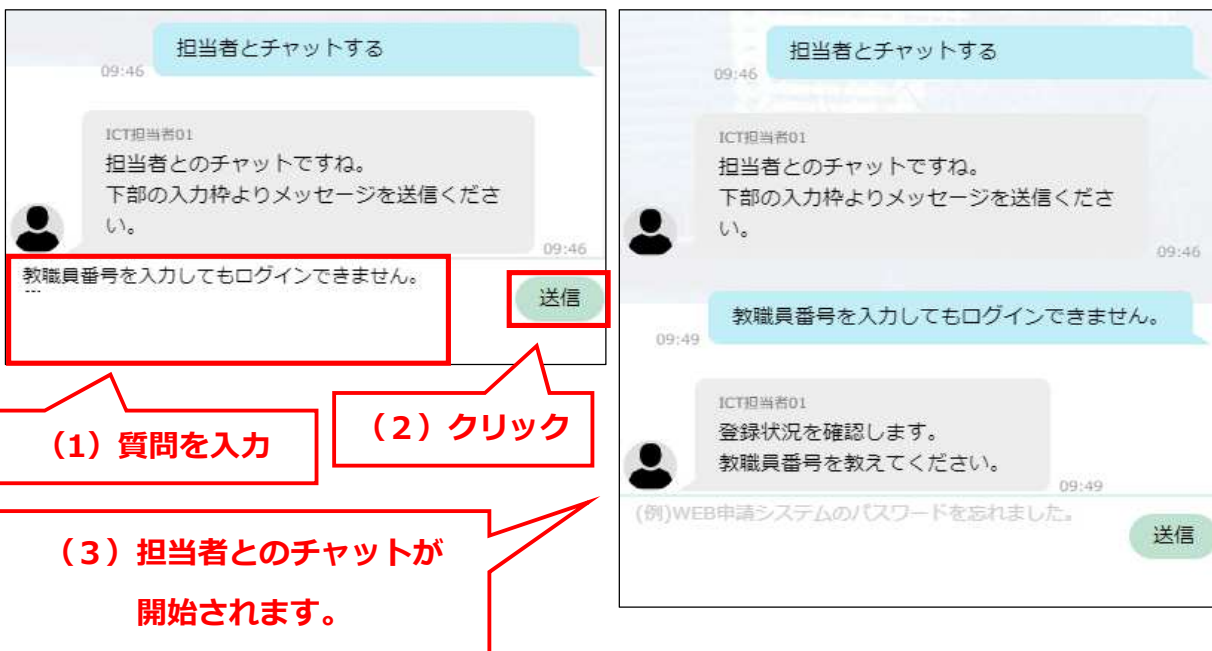 担当者とチャットする
09:46
ICT担当者01
担当者とのチャットですね。
下部の入力枠よりメッセージを送信くださ
い。
09:46
教職員番号を入力してもログインできません。
送信
（1）質問を入力
（２）クリック
（３）担当者とのチャットが
開始されます。
担当者とチャットする
09:46
ICT担当者01
担当者とのチャットですね。
下部の入力枠よりメッセージを送信くださ
い。
09:46
教職員番号を入力してもログインできません。
09:49
ICT担当者01
登録状況を確認します。
教職員番号を教えてください。
09:49
(例)WEB申請システムのパスワードを忘れました。
送信